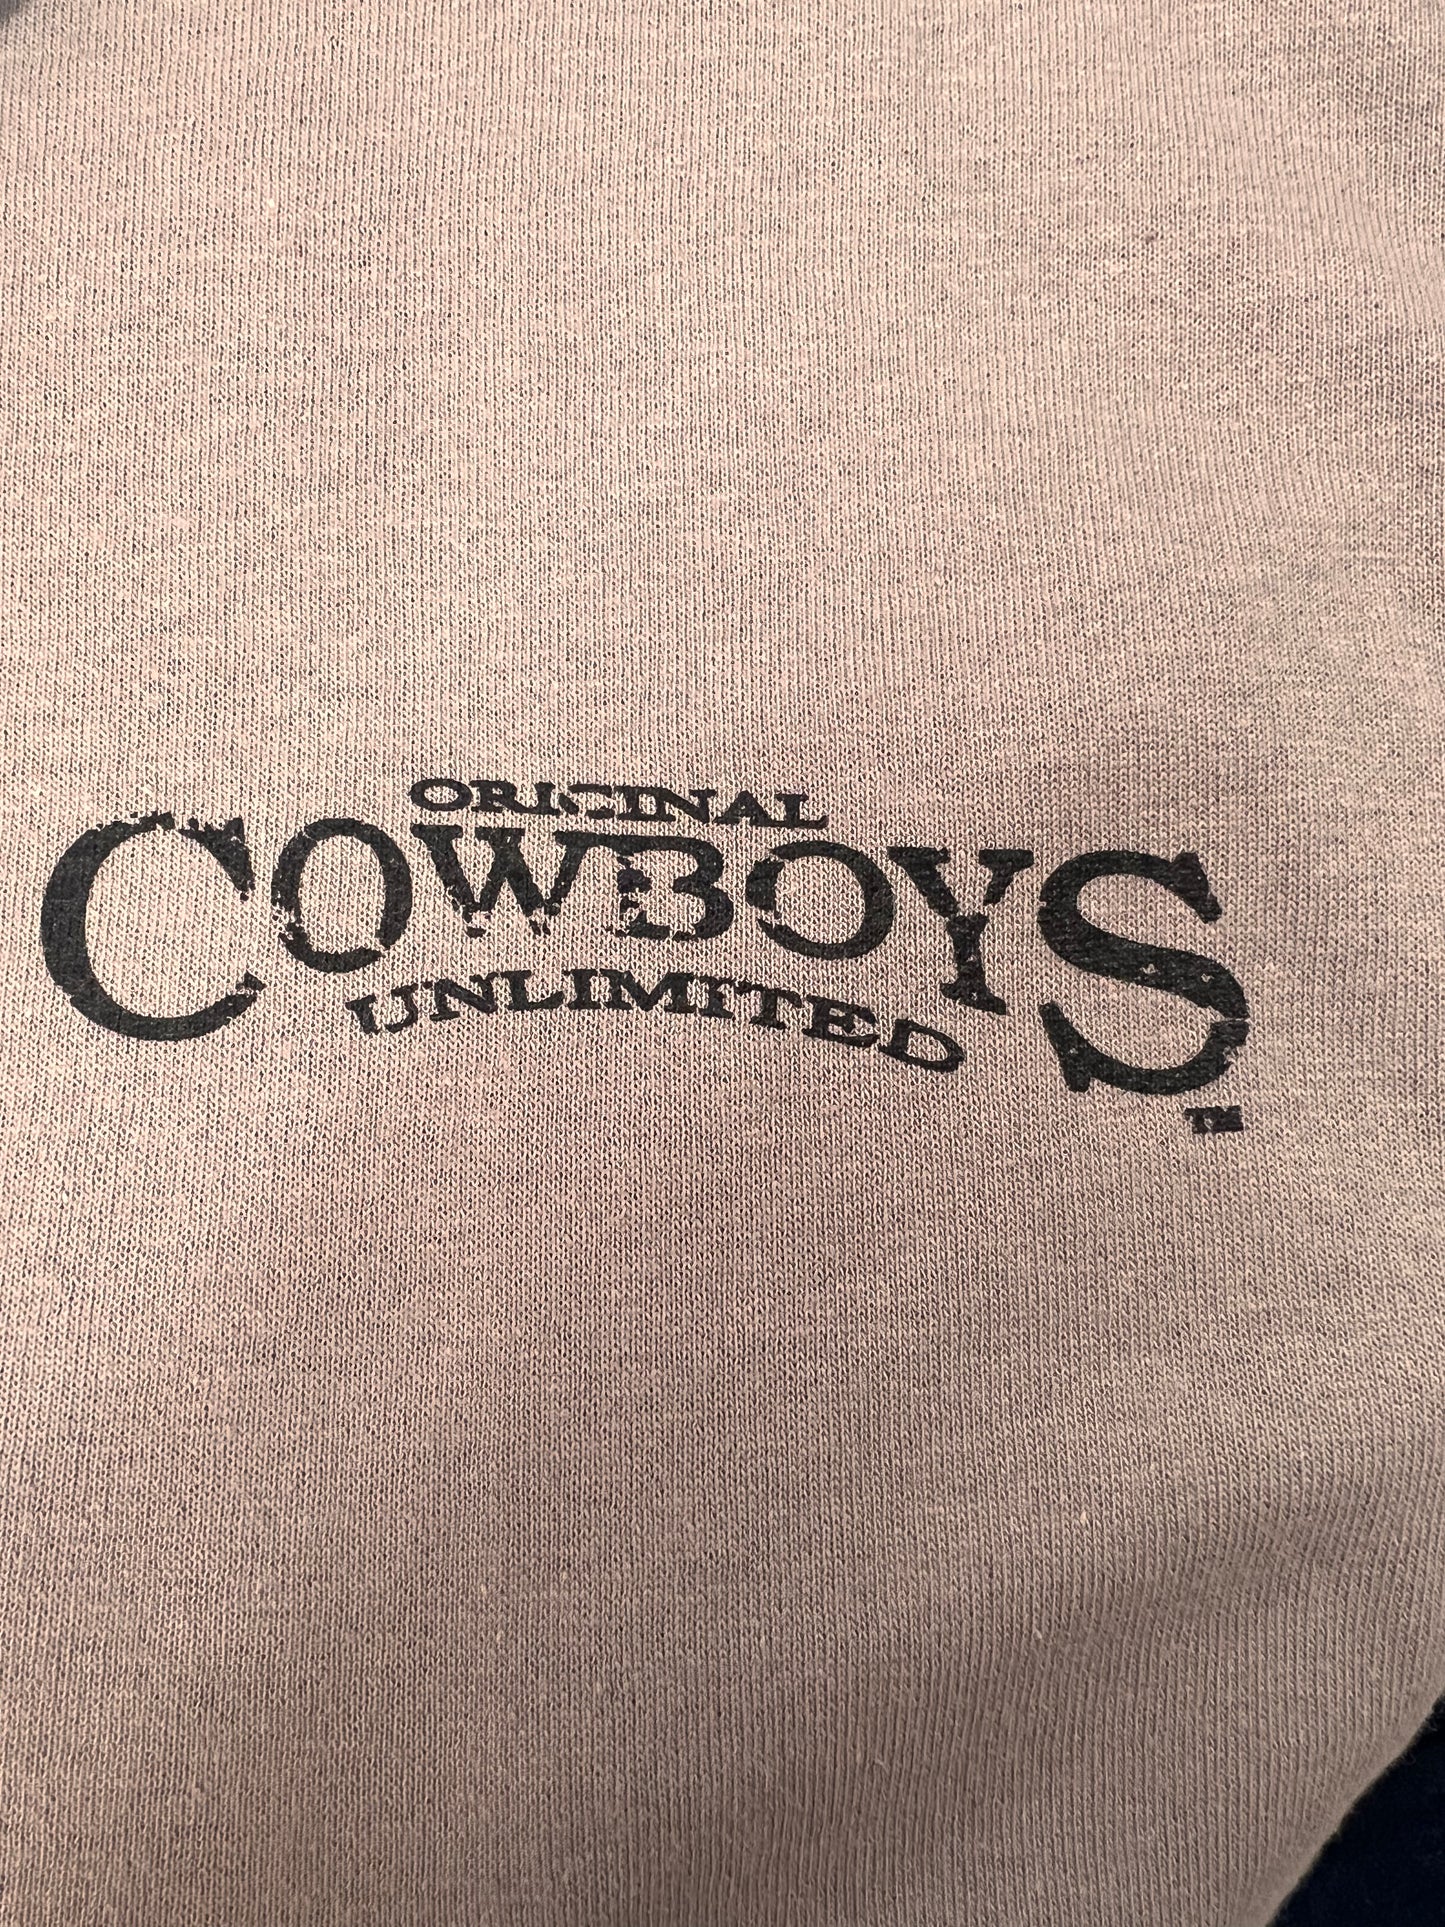 ORIGINAL
COWBOYS
UNLIMITED
™